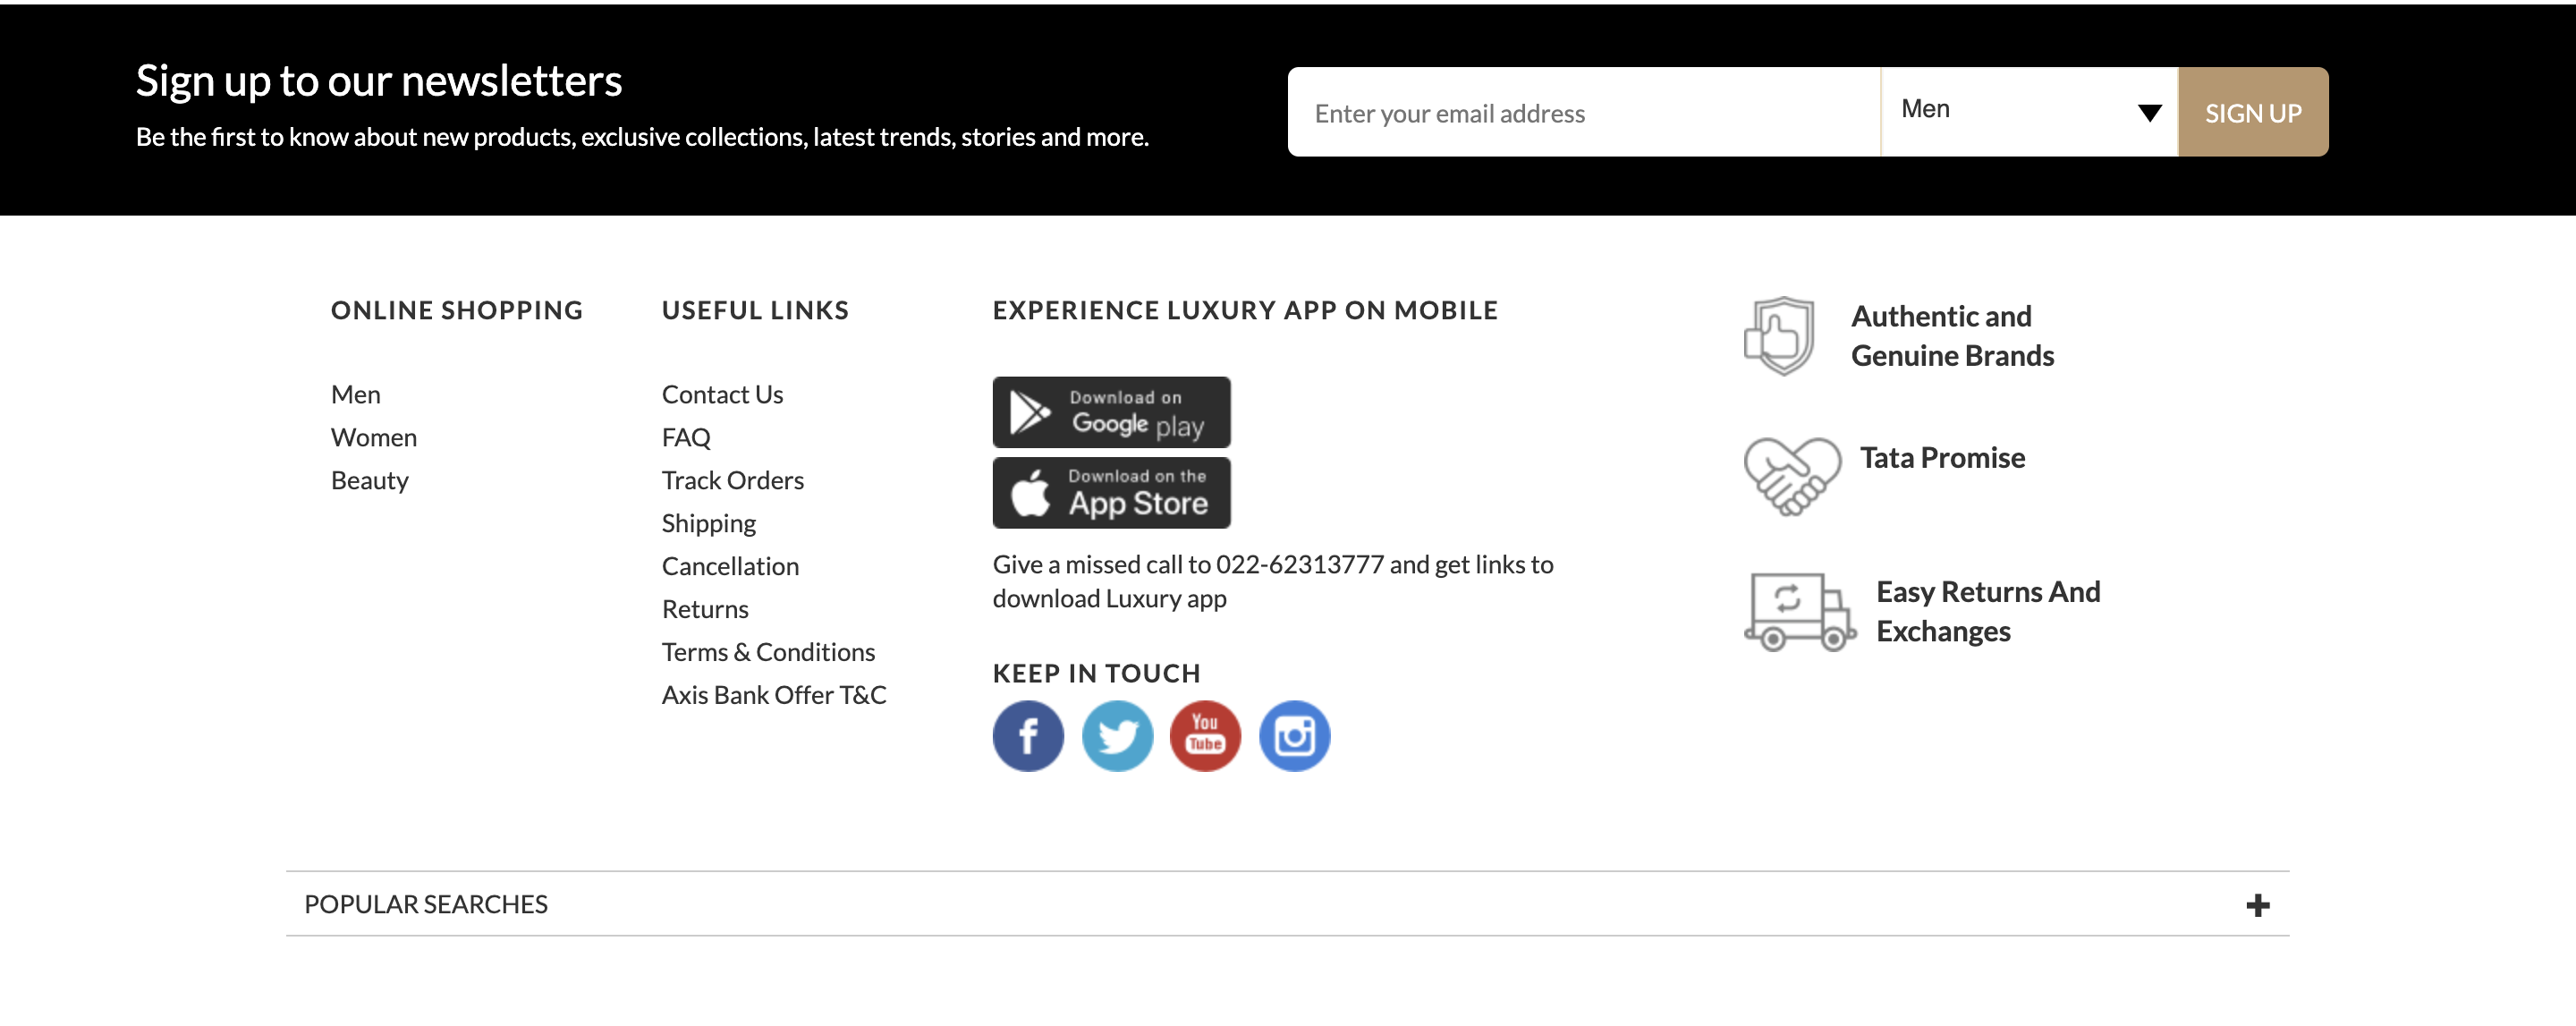 Sign up to our newsletters
Be the first to know about new products, exclusive collections, latest trends, stories and more.
Enter your email address
Men
SIGN UP
ONLINE SHOPPING
Men
Women
Beauty
USEFUL LINKS
Contact Us
FAQ
Track Orders
Shipping
Cancellation
Returns
Terms & Conditions
Axis Bank Offer T&C
EXPERIENCE LUXURY APP ON MOBILE
Download on
Google play
Download on the
App Store
Give a missed call to 022-62313777 and get links to
download Luxury app
KEEP IN TOUCH
f
You
Tube
Authentic and
Genuine Brands
Tata Promise
Easy Returns And
Exchanges
POPULAR SEARCHES